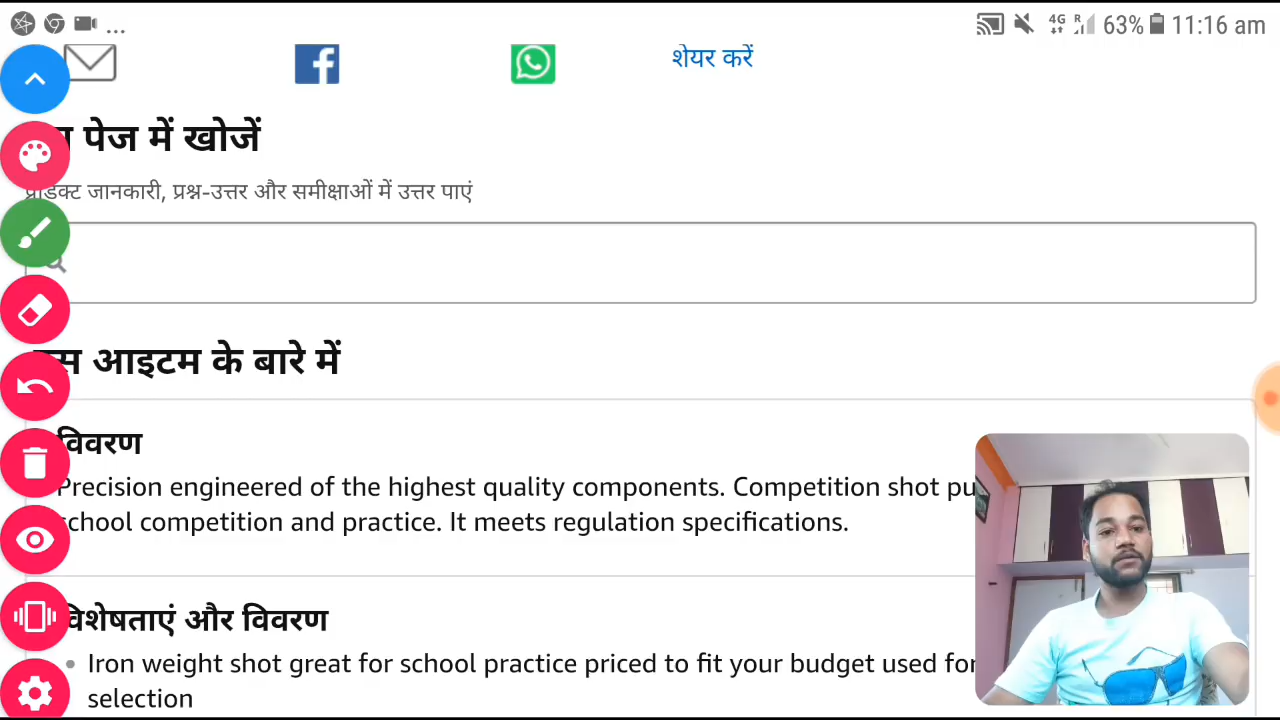 ... 4G R 63% 11:16 am
शेयर करें
पेज में खोजें
प्रोडक्ट जानकारी, प्रश्न-उत्तर और समीक्षाओं में उत्तर पाएं
आइटम के बारे में
विवरण
Precision engineered of the highest quality components. Competition shot
school competition and practice. It meets regulation specifications.
विशेषताएं और विवरण
Iron weight shot great for school practice priced to fit your budget used for
selection